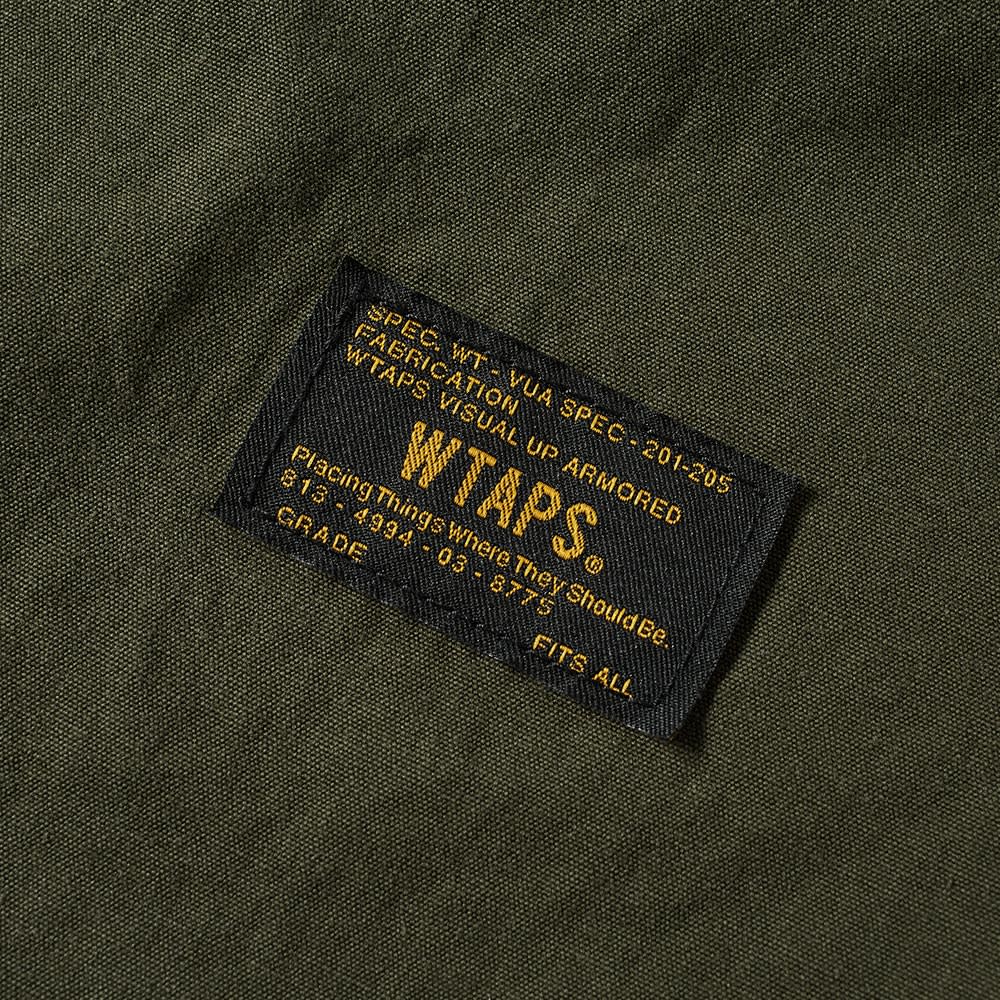 SPEC. WT - VUA SPEC - 201-205
FABRICATION
WTAPS VISUAL UP ARMORED
WTAPS®
Placing Things Where They Should Be.
813 - 4994 - 03 - 8775
GRADE
FITS ALL